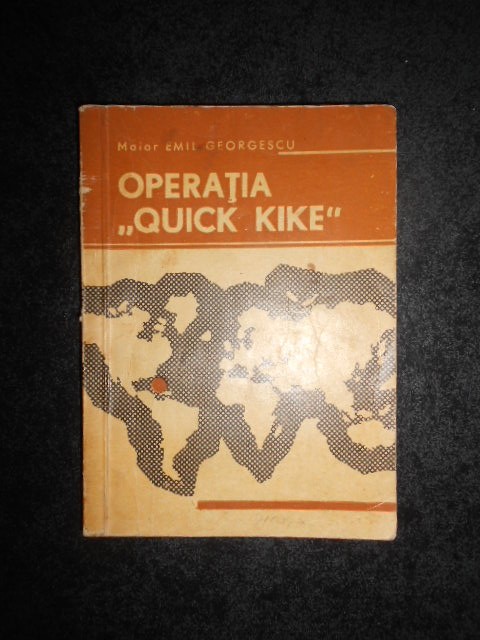 Maior EMIL GEORGESCU
OPERAŢIA
„QUICK KIKE"